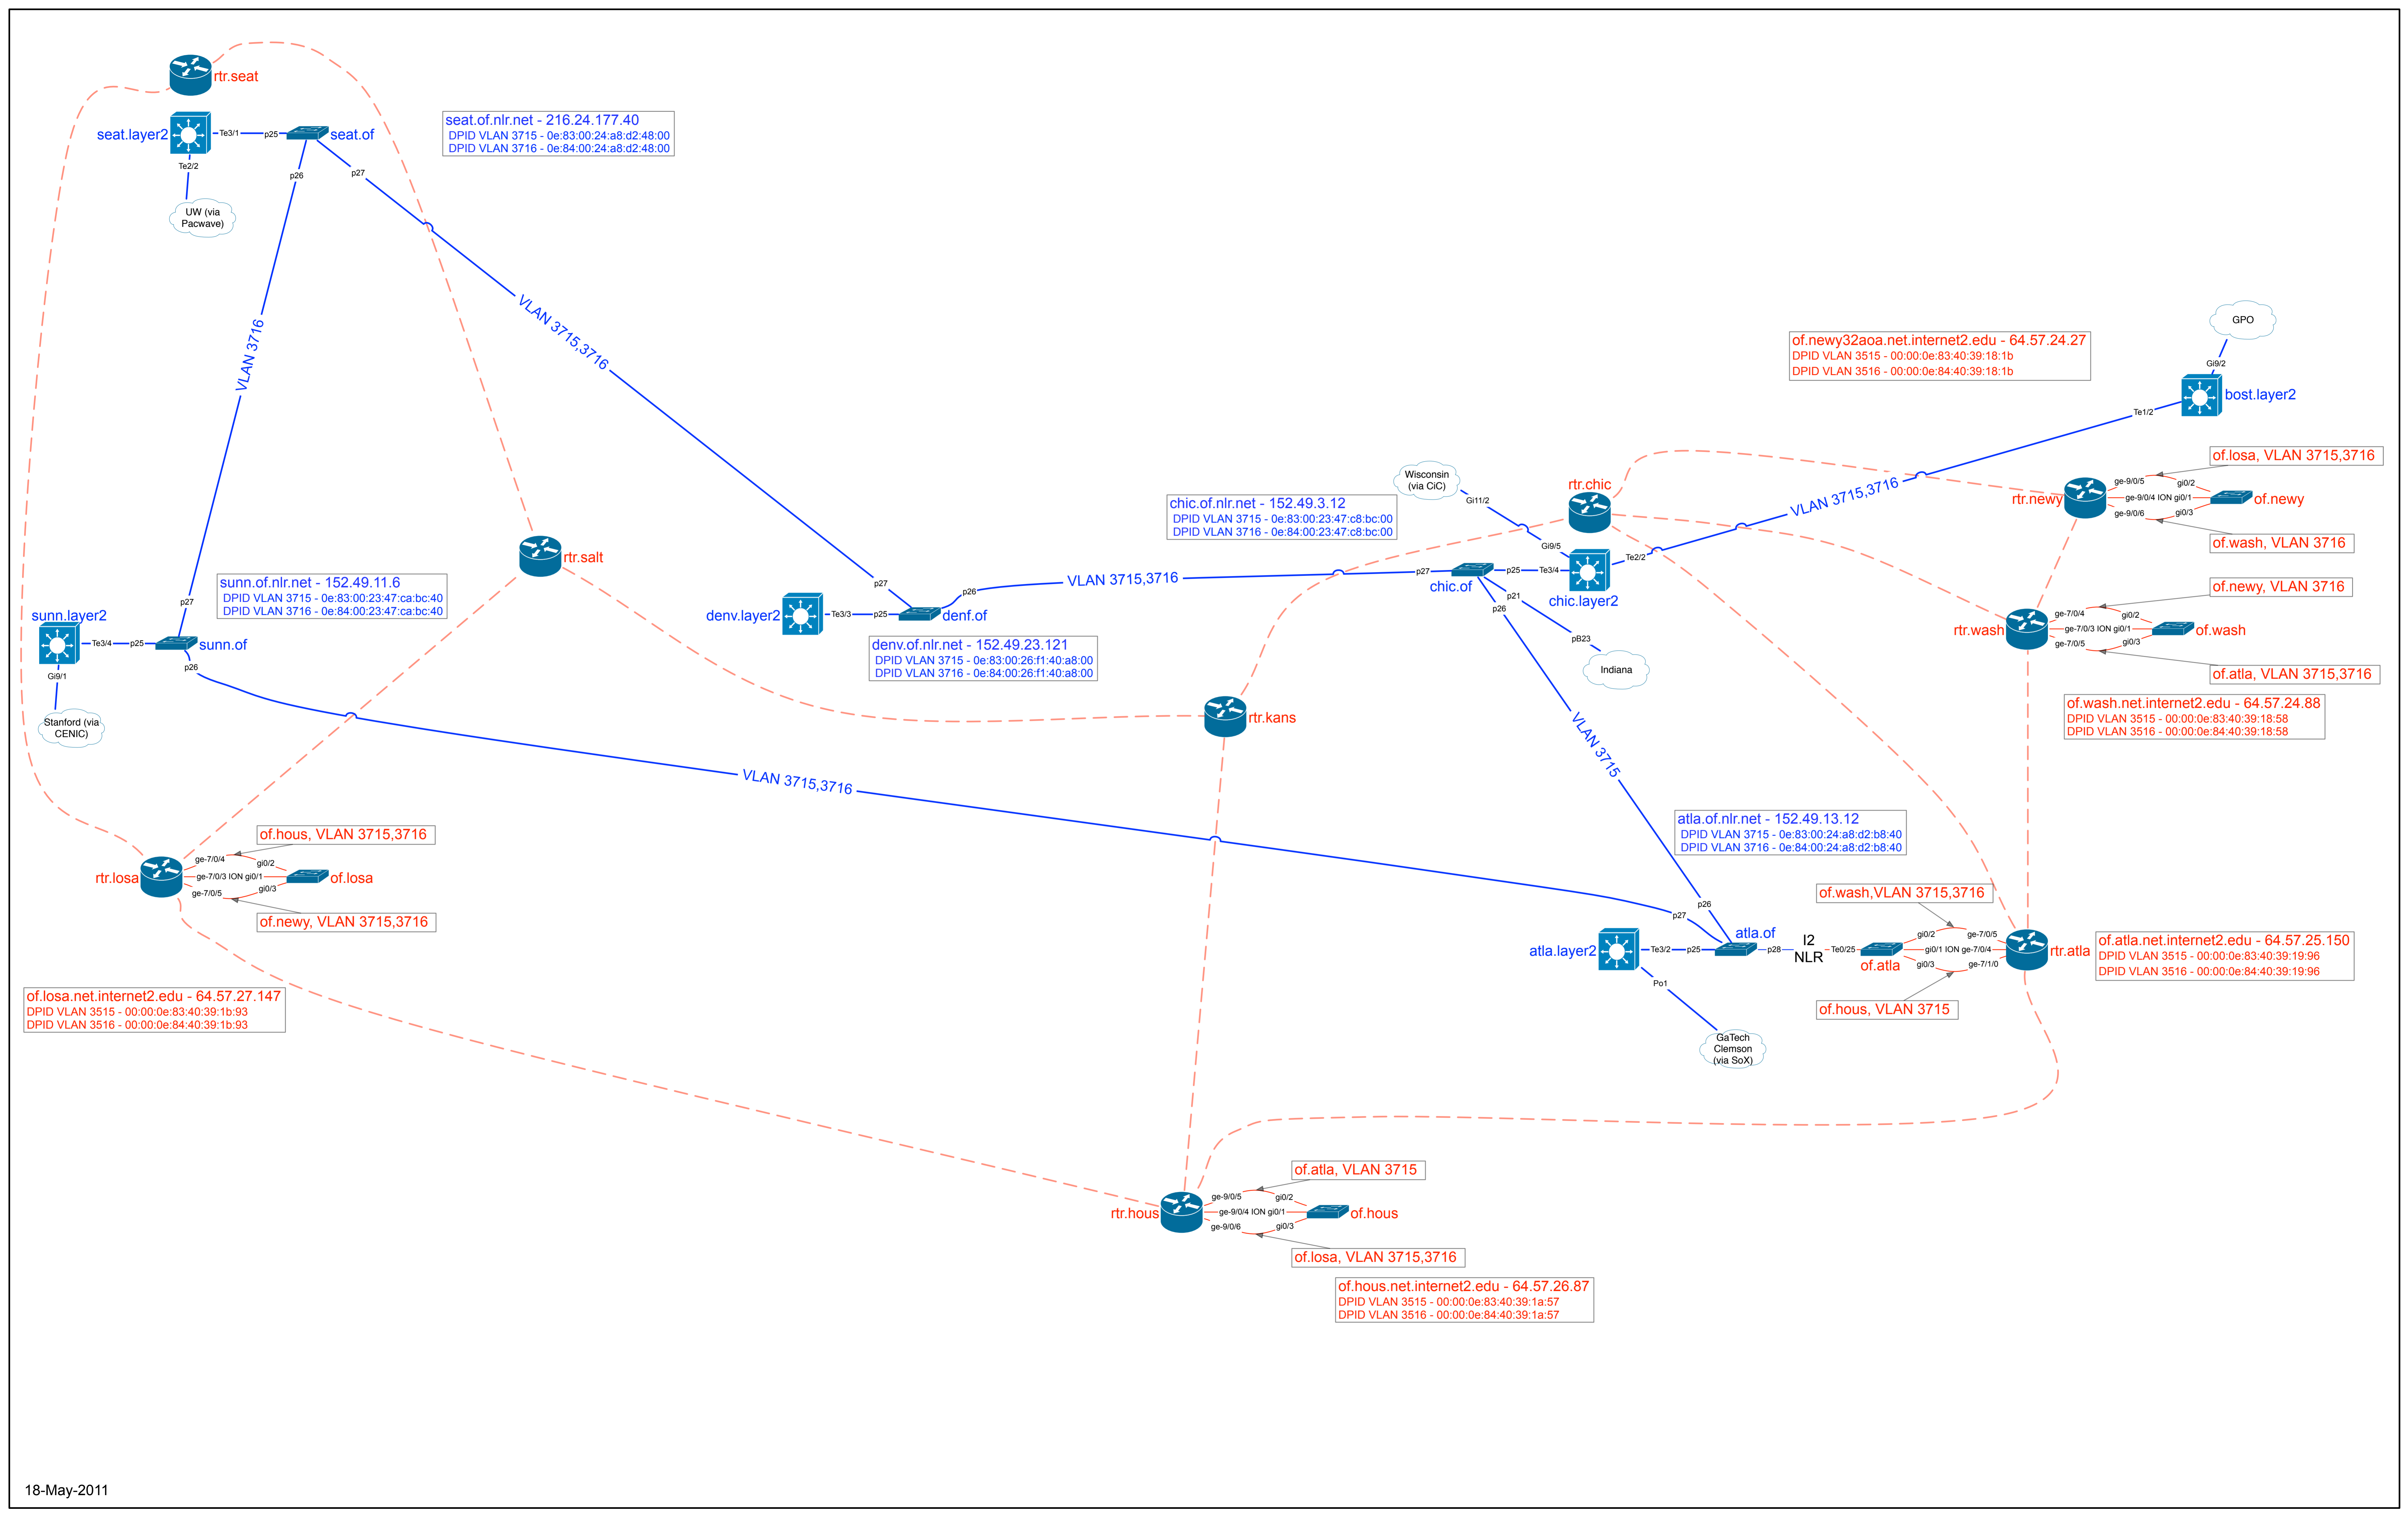 rtr.seat
seat.layer2
Te3/1
p25
seat.of
Te2/2
p26
p27
UW (via
Pacwave)
seat.of.nlr.net - 216.24.177.40
DPID VLAN 3715 - 0e:83:00:24:a8:d2:48:00
DPID VLAN 3716 - 0e:84:00:24:a8:d2:48:00
VLAN 3716
VLAN 3715,3716
GPO
Gi9/2
bost.layer2
Te1/2
of.newy32aoa.net.internet2.edu - 64.57.24.27
DPID VLAN 3515 - 00:00:0e:83:40:39:18:1b
DPID VLAN 3516 - 00:00:0e:84:40:39:18:1b
VLAN 3715,3716
of.losa, VLAN 3715,3716
rtr.newy
ge-9/0/5
gi0/2
ge-9/0/4 ION gi0/1
ge-9/0/6
gi0/3
of.newy
of.wash, VLAN 3716
Wisconsin
(via CiC)
Gi11/2
Gi9/5
rtr.chic
chic.of.nlr.net - 152.49.3.12
DPID VLAN 3715 - 0e:83:00:23:47:c8:bc:00
DPID VLAN 3716 - 0e:84:00:23:47:c8:bc:00
Te2/2
chic.layer2
Te3/4
p25
p27
chic.of
p21
p26
pB23
Indiana
VLAN 3715,3716
rtr.salt
p27
p26
denv.layer2
Te3/3
p25
denf.of
denv.of.nlr.net - 152.49.23.121
DPID VLAN 3715 - 0e:83:00:26:f1:40:a8:00
DPID VLAN 3716 - 0e:84:00:26:f1:40:a8:00
sunn.of.nlr.net - 152.49.11.6
DPID VLAN 3715 - 0e:83:00:23:47:ca:bc:40
DPID VLAN 3716 - 0e:84:00:23:47:ca:bc:40
p27
sunn.layer2
Te3/4
p25
sunn.of
p26
Gi9/1
Stanford (via
CENIC)
of.newy, VLAN 3716
rtr.wash
ge-7/0/4
gi0/2
ge-7/0/3 ION gi0/1
ge-7/0/5
gi0/3
of.wash
of.atla, VLAN 3715,3716
of.wash.net.internet2.edu - 64.57.24.88
DPID VLAN 3515 - 00:00:0e:83:40:39:18:58
DPID VLAN 3516 - 00:00:0e:84:40:39:18:58
rtr.kans
VLAN 3715
VLAN 3715,3716
of.hous, VLAN 3715,3716
rtr.losa
ge-7/0/4
gi0/2
ge-7/0/3 ION gi0/1
ge-7/0/5
gi0/3
of.losa
of.newy, VLAN 3715,3716
of.losa.net.internet2.edu - 64.57.27.147
DPID VLAN 3515 - 00:00:0e:83:40:39:1b:93
DPID VLAN 3516 - 00:00:0e:84:40:39:1b:93
atla.of.nlr.net - 152.49.13.12
DPID VLAN 3715 - 0e:83:00:24:a8:d2:b8:40
DPID VLAN 3716 - 0e:84:00:24:a8:d2:b8:40
of.wash,VLAN 3715,3716
p26
p27
atla.of
atla.layer2
Te3/2
p25
p28
I2
NLR
Te0/25
of.atla
gi0/2
ge-7/0/5
gi0/1 ION ge-7/0/4
gi0/3
ge-7/1/0
rtr.atla
of.hous, VLAN 3715
of.atla.net.internet2.edu - 64.57.25.150
DPID VLAN 3515 - 00:00:0e:83:40:39:19:96
DPID VLAN 3516 - 00:00:0e:84:40:39:19:96
Po1
GaTech
Clemson
(via SoX)
of.atla, VLAN 3715
rtr.hous
ge-9/0/5
gi0/2
ge-9/0/4 ION gi0/1
ge-9/0/6
gi0/3
of.hous
of.losa, VLAN 3715,3716
of.hous.net.internet2.edu - 64.57.26.87
DPID VLAN 3515 - 00:00:0e:83:40:39:1a:57
DPID VLAN 3516 - 00:00:0e:84:40:39:1a:57
18-May-2011